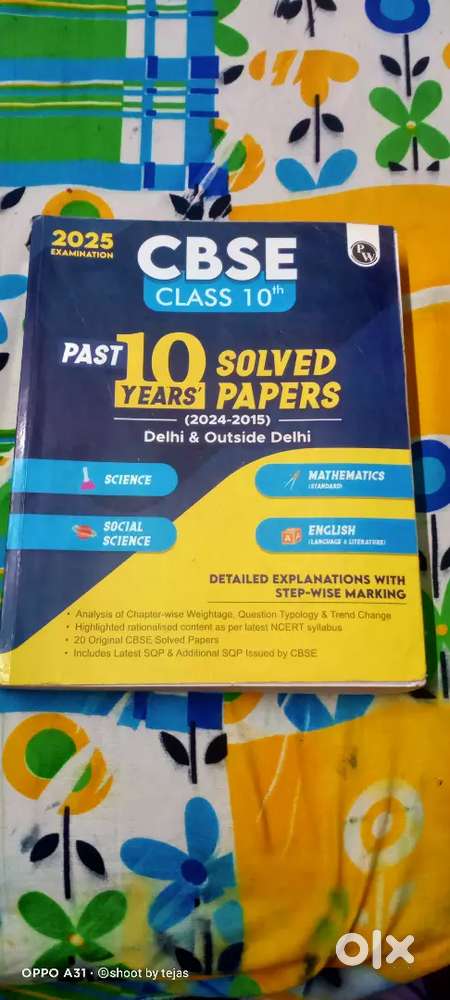 2025
EXAMINATION
CBSE
CLASS 10th
PW
PAST 10 YEARS' SOLVED PAPERS
(2024-2015)
Delhi & Outside Delhi
SCIENCE
MATHEMATICS
(STANDARD)
SOCIAL
SCIENCE
ENGLISH
(LANGUAGE & LITERATURE)
DETAILED EXPLANATIONS WITH
STEP-WISE MARKING
• Analysis of Chapter-wise Weightage, Question Typology & Trend Change
• Highlighted rationalised content as per latest NCERT syllabus
• 20 Original CBSE Solved Papers
• Includes Latest SQP & Additional SQP Issued by CBSE
OPPO A31 · ©shoot by tejas
olx